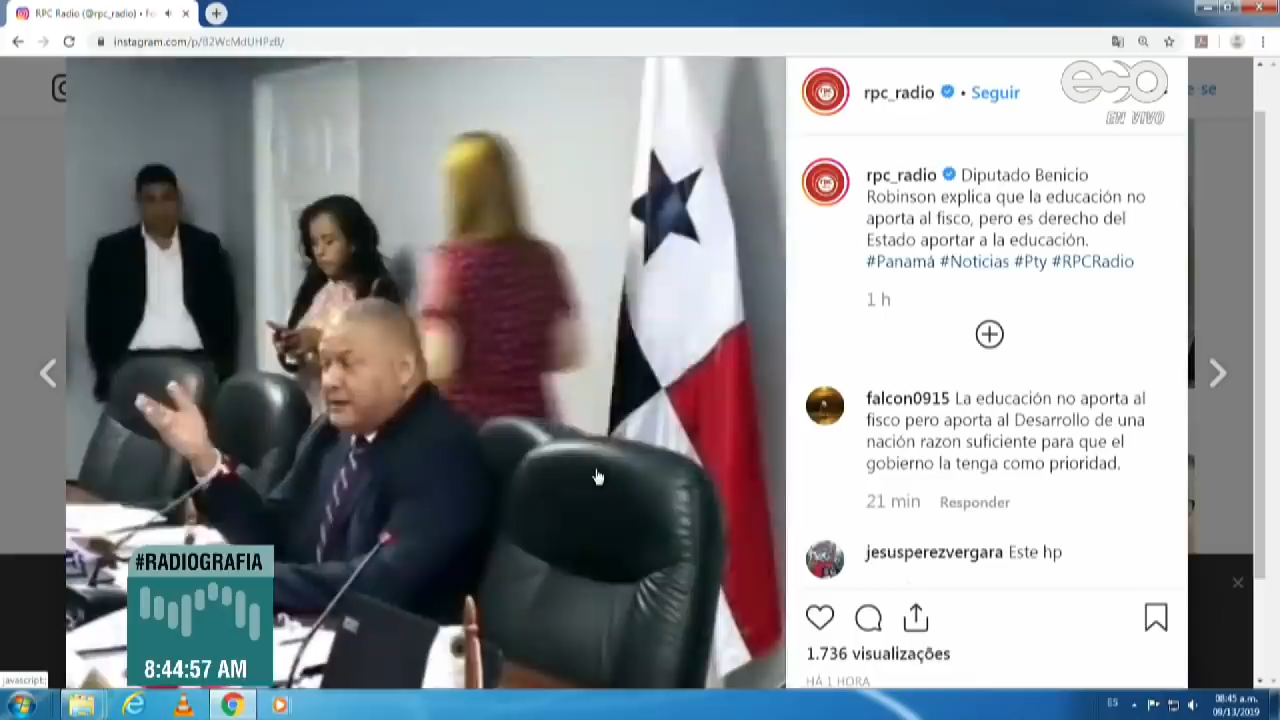 RPC Radio (@rpc_radio) • Fo
instagram.com/p/B2WcMdUHPzB/
rpc_radio • Seguir
eco
EN VIVO
e-se
rpc_radio Diputado Benicio
Robinson explica que la educación no
aporta al fisco, pero es derecho del
Estado aportar a la educación.
#Panamá #Noticias #Pty #RPCRadio
1 h
falcon0915 La educación no aporta al
fisco pero aporta al Desarrollo de una
nación razon suficiente para que el
gobierno la tenga como prioridad.
21 min Responder
jesusperezvergara Este hp
1.736 visualizações
HÁ 1 HORA
#RADIOGRAFIA
8:44:57 AM
javascript:
ES
08:45 a.m.
09/13/2019